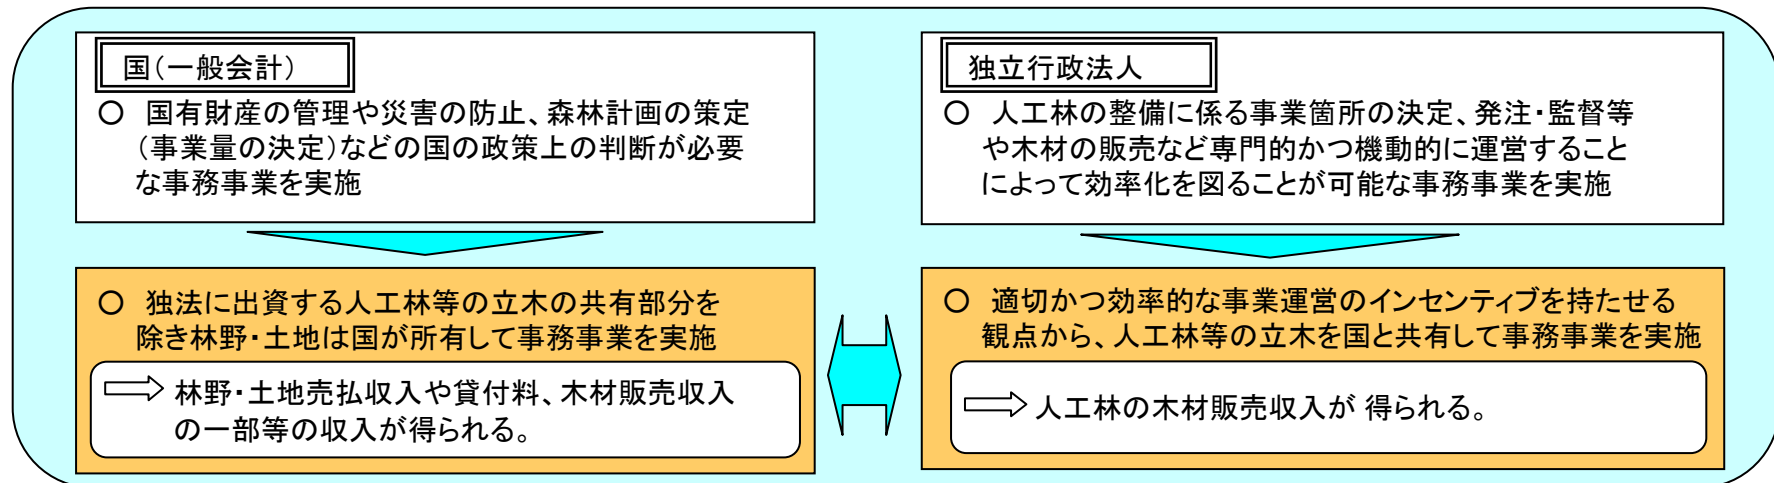 国(一般会計)
○ 国有財産の管理や災害の防止、森林計画の策定
(事業量の決定)などの国の政策上の判断が必要
な事務事業を実施
○ 独法に出資する人工林等の立木の共有部分を
除き林野・土地は国が所有して事務事業を実施
林野・土地売払収入や貸付料、木材販売収入
の一部等の収入が得られる。
独立行政法人
○ 人工林の整備に係る事業箇所の決定、発注・監督等
や木材の販売など専門的かつ機動的に運営すること
によって効率化を図ることが可能な事務事業を実施
○ 適切かつ効率的な事業運営のインセンティブを持たせる
観点から、人工林等の立木を国と共有して事務事業を実施
人工林の木材販売収入が 得られる。